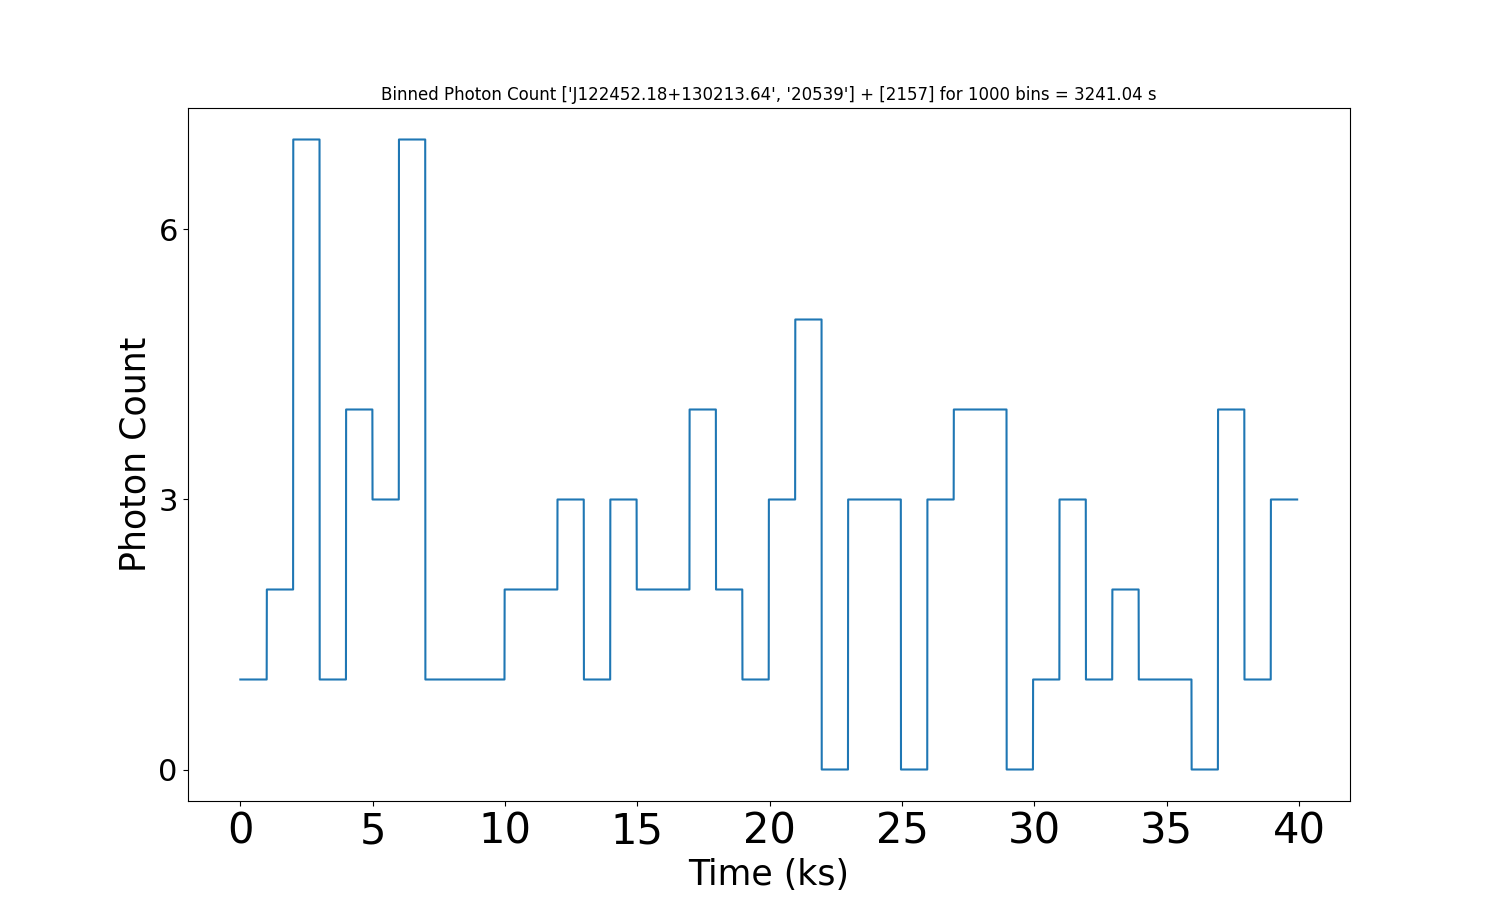 Binned Photon Count ['J122452.18+130213.64', '20539'] + [2157] for 1000 bins = 3241.04 s
Photon Count
6
3
0
0 5 10 15 20 25 30 35 40
Time (ks)